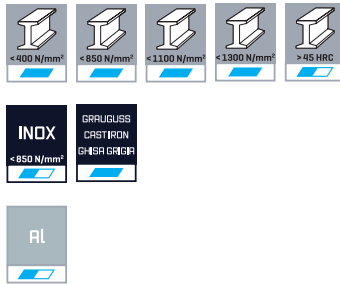 <400 N/mm²
<850 N/mm²
<1100 N/mm²
<1300 N/mm²
>45 HRC
INOX
<850 N/mm²
GRAUGUSS
CAST IRON
GHISA GRIGIA
Al